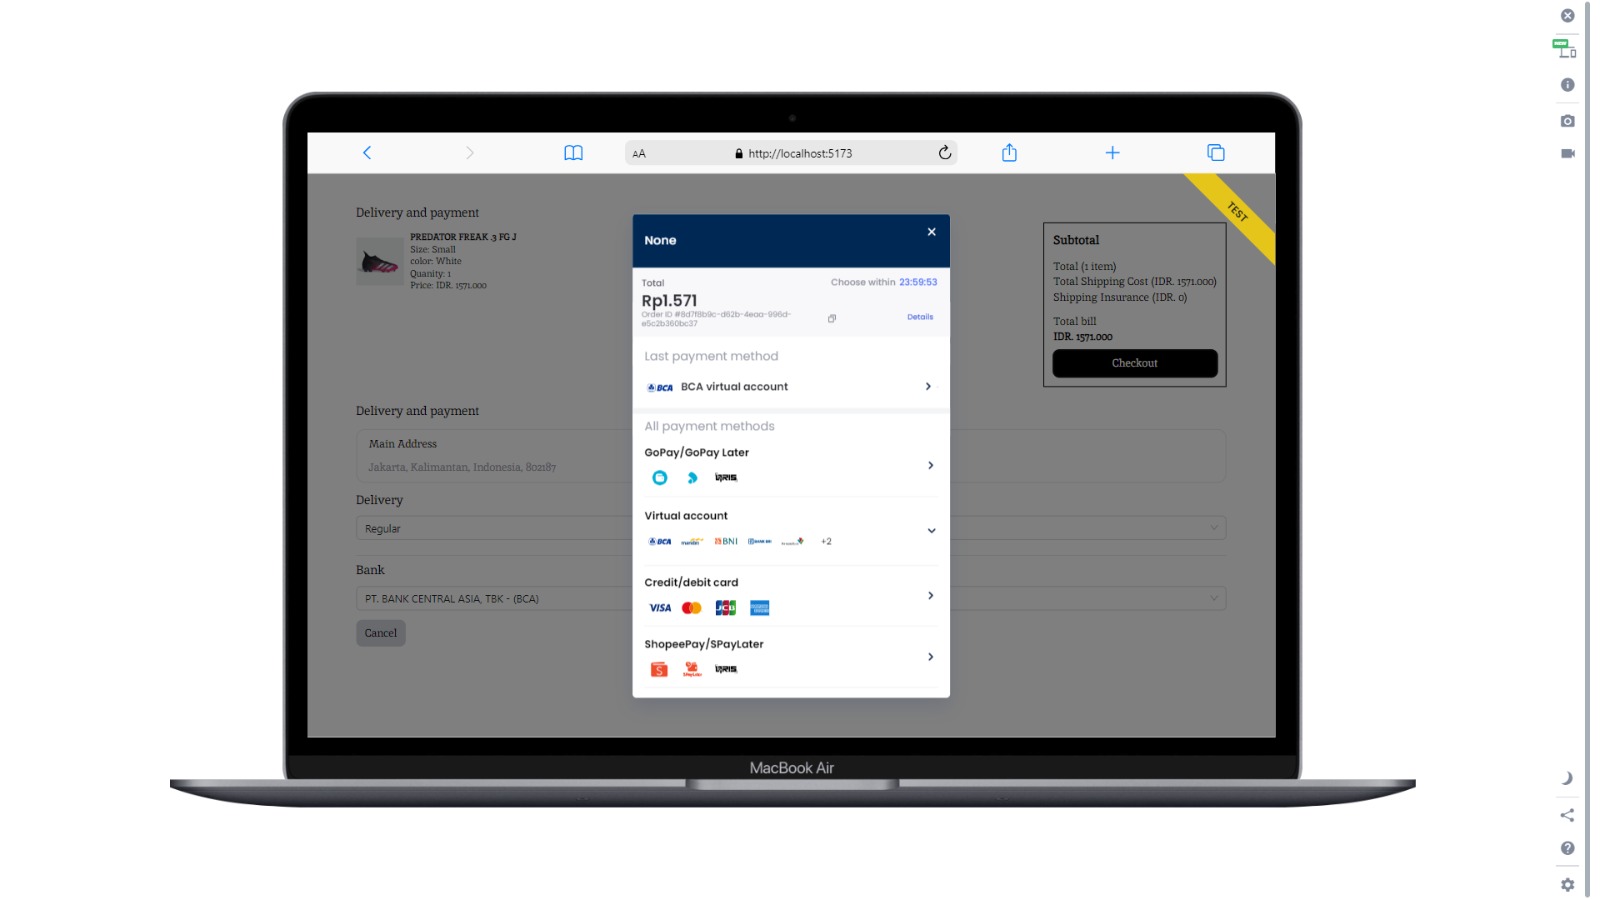 AA
http://localhost:5173
TEST
Delivery and payment
PREDATOR FREAK .3 FG J
Size: Small
color: White
Quanity: 1
Price: IDR. 1571.000
Subtotal
Total (1 item)
Total Shipping Cost (IDR. 1571.000)
Shipping Insurance (IDR. 0)
Total bill
IDR. 1571.000
Checkout
Delivery and payment
Main Address
Jakarta, Kalimantan, Indonesia, 802187
Delivery
Regular
Bank
PT. BANK CENTRAL ASIA, TBK - (BCA)
Cancel
None
Total
Choose within 23:59:53
Rp1.571
Order ID #8d7f8b9c-d62b-4eaa-996d-
e5c2b360bc37
Details
Last payment method
BCA BCA virtual account
All payment methods
GoPay/GoPay Later
QRIS
Virtual account
BCA mandiri BNI BANK BRI +2
Credit/debit card
VISA JCB
ShopeePay/SPayLater
S SPayLater QRIS
MacBook Air